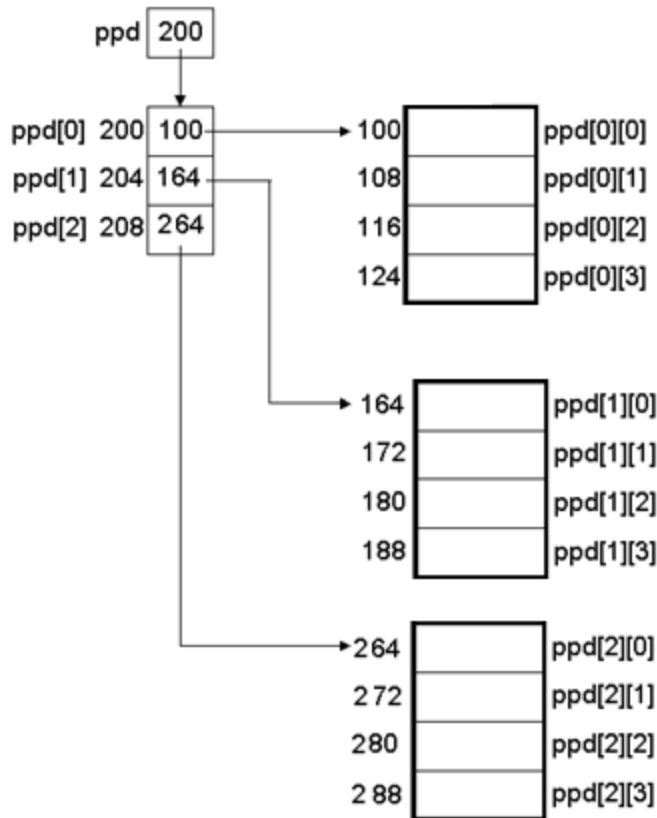 ppd 200
ppd[0] 200 100 100 ppd[0][0]
ppd[1] 204 164 108 ppd[0][1]
ppd[2] 208 264 116 ppd[0][2]
124 ppd[0][3]
164 ppd[1][0]
172 ppd[1][1]
180 ppd[1][2]
188 ppd[1][3]
264 ppd[2][0]
272 ppd[2][1]
280 ppd[2][2]
288 ppd[2][3]